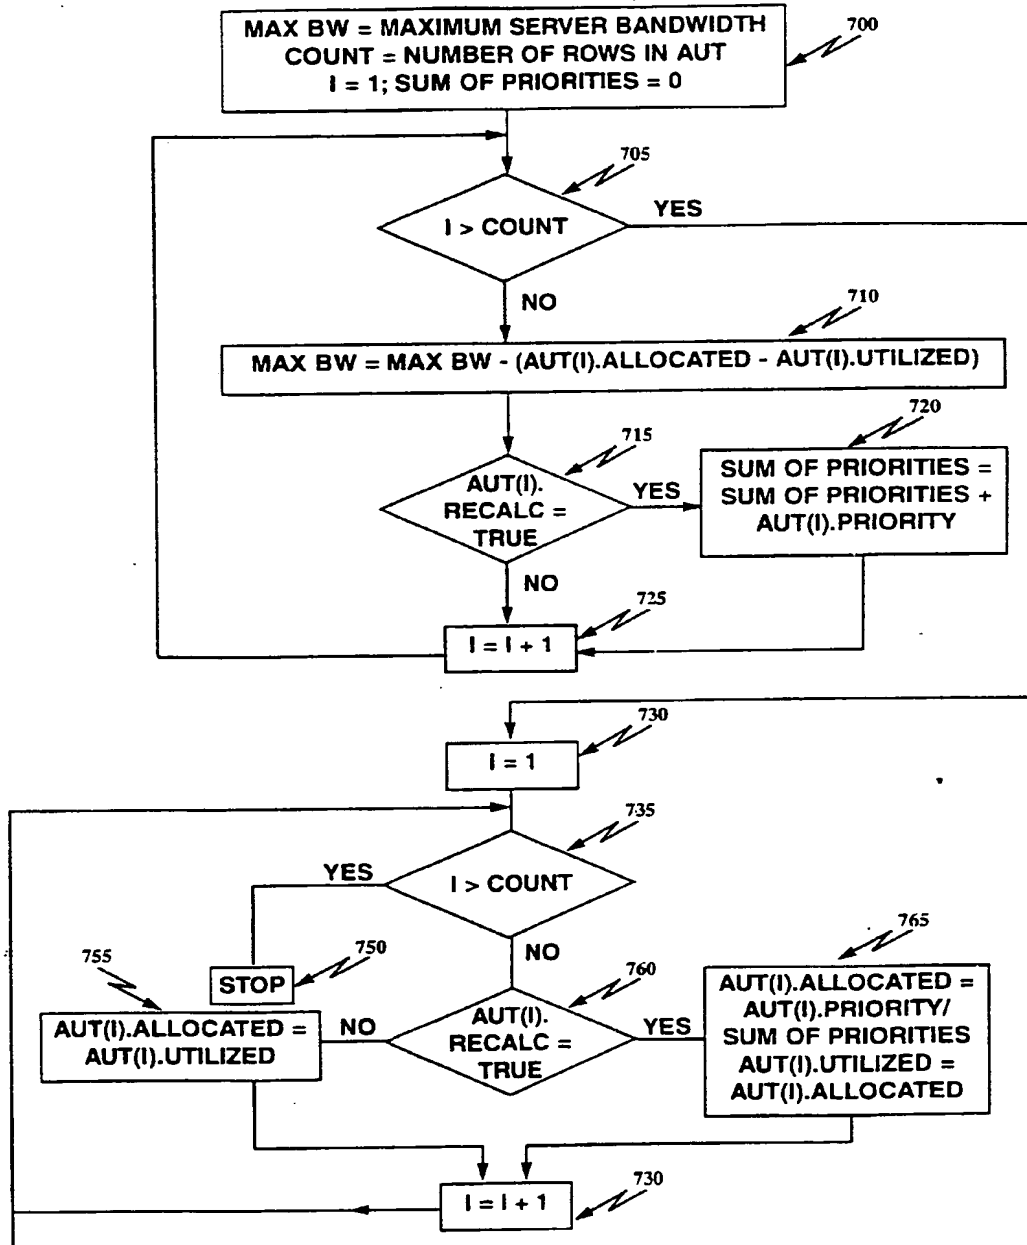 MAX BW = MAXIMUM SERVER BANDWIDTH
COUNT = NUMBER OF ROWS IN AUT
I = 1; SUM OF PRIORITIES = 0
700
705
I > COUNT
YES
NO
710
MAX BW = MAX BW - (AUT(I).ALLOCATED - AUT(I).UTILIZED)
715
AUT(I).
RECALC =
TRUE
YES
720
SUM OF PRIORITIES =
SUM OF PRIORITIES +
AUT(I).PRIORITY
NO
725
I = I + 1
730
I = 1
735
I > COUNT
YES
NO
750
STOP
755
AUT(I).ALLOCATED =
AUT(I).UTILIZED
NO
760
AUT(I).
RECALC =
TRUE
YES
765
AUT(I).ALLOCATED =
AUT(I).PRIORITY/
SUM OF PRIORITIES
AUT(I).UTILIZED =
AUT(I).ALLOCATED
I = I + 1
730